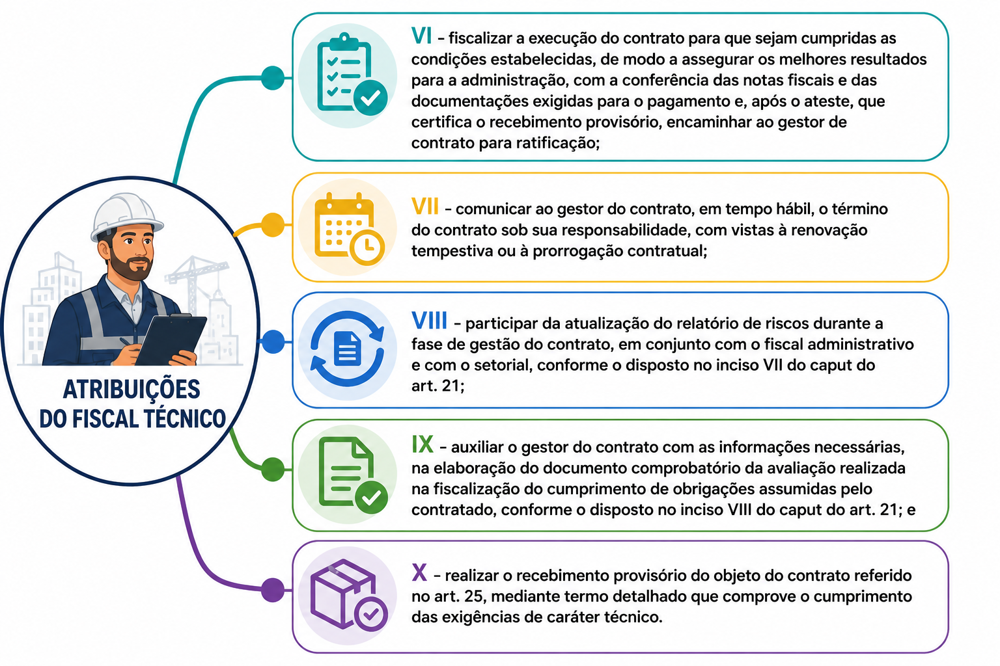 ATRIBUIÇÕES
DO FISCAL TÉCNICO
VI - fiscalizar a execução do contrato para que sejam cumpridas as
condições estabelecidas, de modo a assegurar os melhores resultados
para a administração, com a conferência das notas fiscais e das
documentações exigidas para o pagamento e, após o ateste, que
certifica o recebimento provisório, encaminhar ao gestor de
contrato para ratificação;
VII - comunicar ao gestor do contrato, em tempo hábil, o término
do contrato sob sua responsabilidade, com vistas à renovação
tempestiva ou à prorrogação contratual;
VIII - participar da atualização do relatório de riscos durante a
fase de gestão do contrato, em conjunto com o fiscal administrativo
e com o setorial, conforme o disposto no inciso VII do caput do
art. 21;
IX - auxiliar o gestor do contrato com as informações necessárias,
na elaboração do documento comprobatório da avaliação realizada
na fiscalização do cumprimento de obrigações assumidas pelo
contratado, conforme o disposto no inciso VIII do caput do art. 21; e
X - realizar o recebimento provisório do objeto do contrato referido
no art. 25, mediante termo detalhado que comprove o cumprimento
das exigências de caráter técnico.